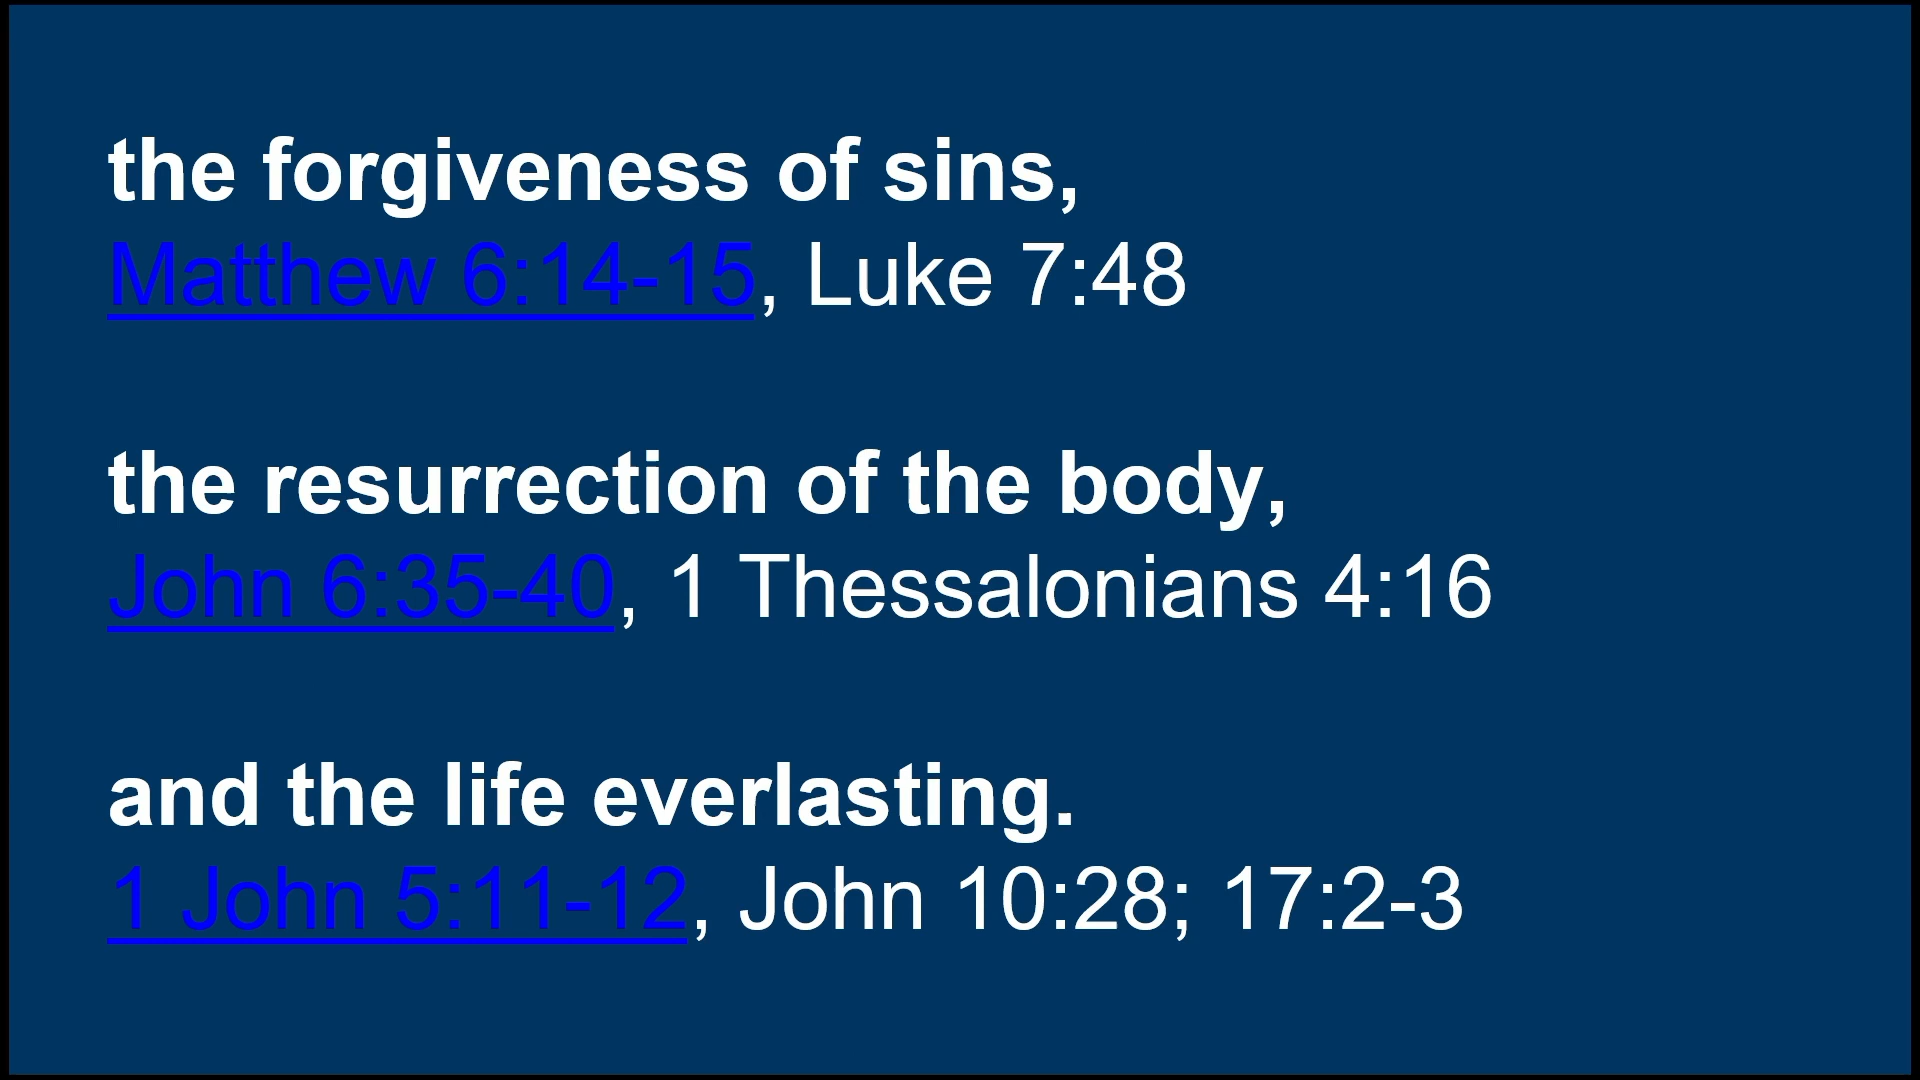 the forgiveness of sins,
Matthew 6:14-15, Luke 7:48
the resurrection of the body,
John 6:35-40, 1 Thessalonians 4:16
and the life everlasting.
1 John 5:11-12, John 10:28; 17:2-3